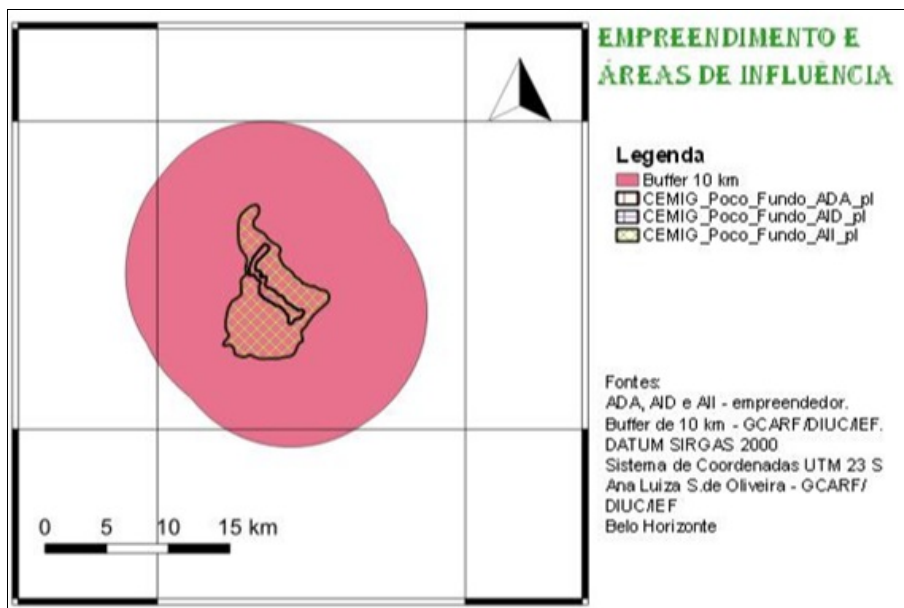 EMPREENDIMENTO E
ÁREAS DE INFLUÊNCIA
Legenda
Buffer 10 km
CEMIG_Poco_Fundo_ADA_pl
CEMIG_Poco_Fundo_AID_pl
CEMIG_Poco_Fundo_AII_pl
Fontes:
ADA, AID e AII - empreendedor.
Buffer de 10 km - GCARF/DIUC/IEF.
DATUM SIRGAS 2000
Sistema de Coordenadas UTM 23 S
Ana Luiza S.de Oliveira - GCARF/
DIUC/IEF
Belo Horizonte
0 5 10 15 km